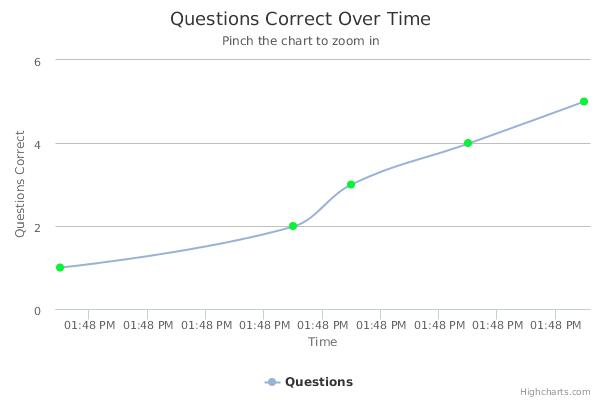 Questions Correct Over Time
Pinch the chart to zoom in
Questions Correct
6
4
2
0
01:48 PM 01:48 PM 01:48 PM 01:48 PM 01:48 PM 01:48 PM 01:48 PM 01:48 PM 01:48 PM
Time
Questions
Highcharts.com